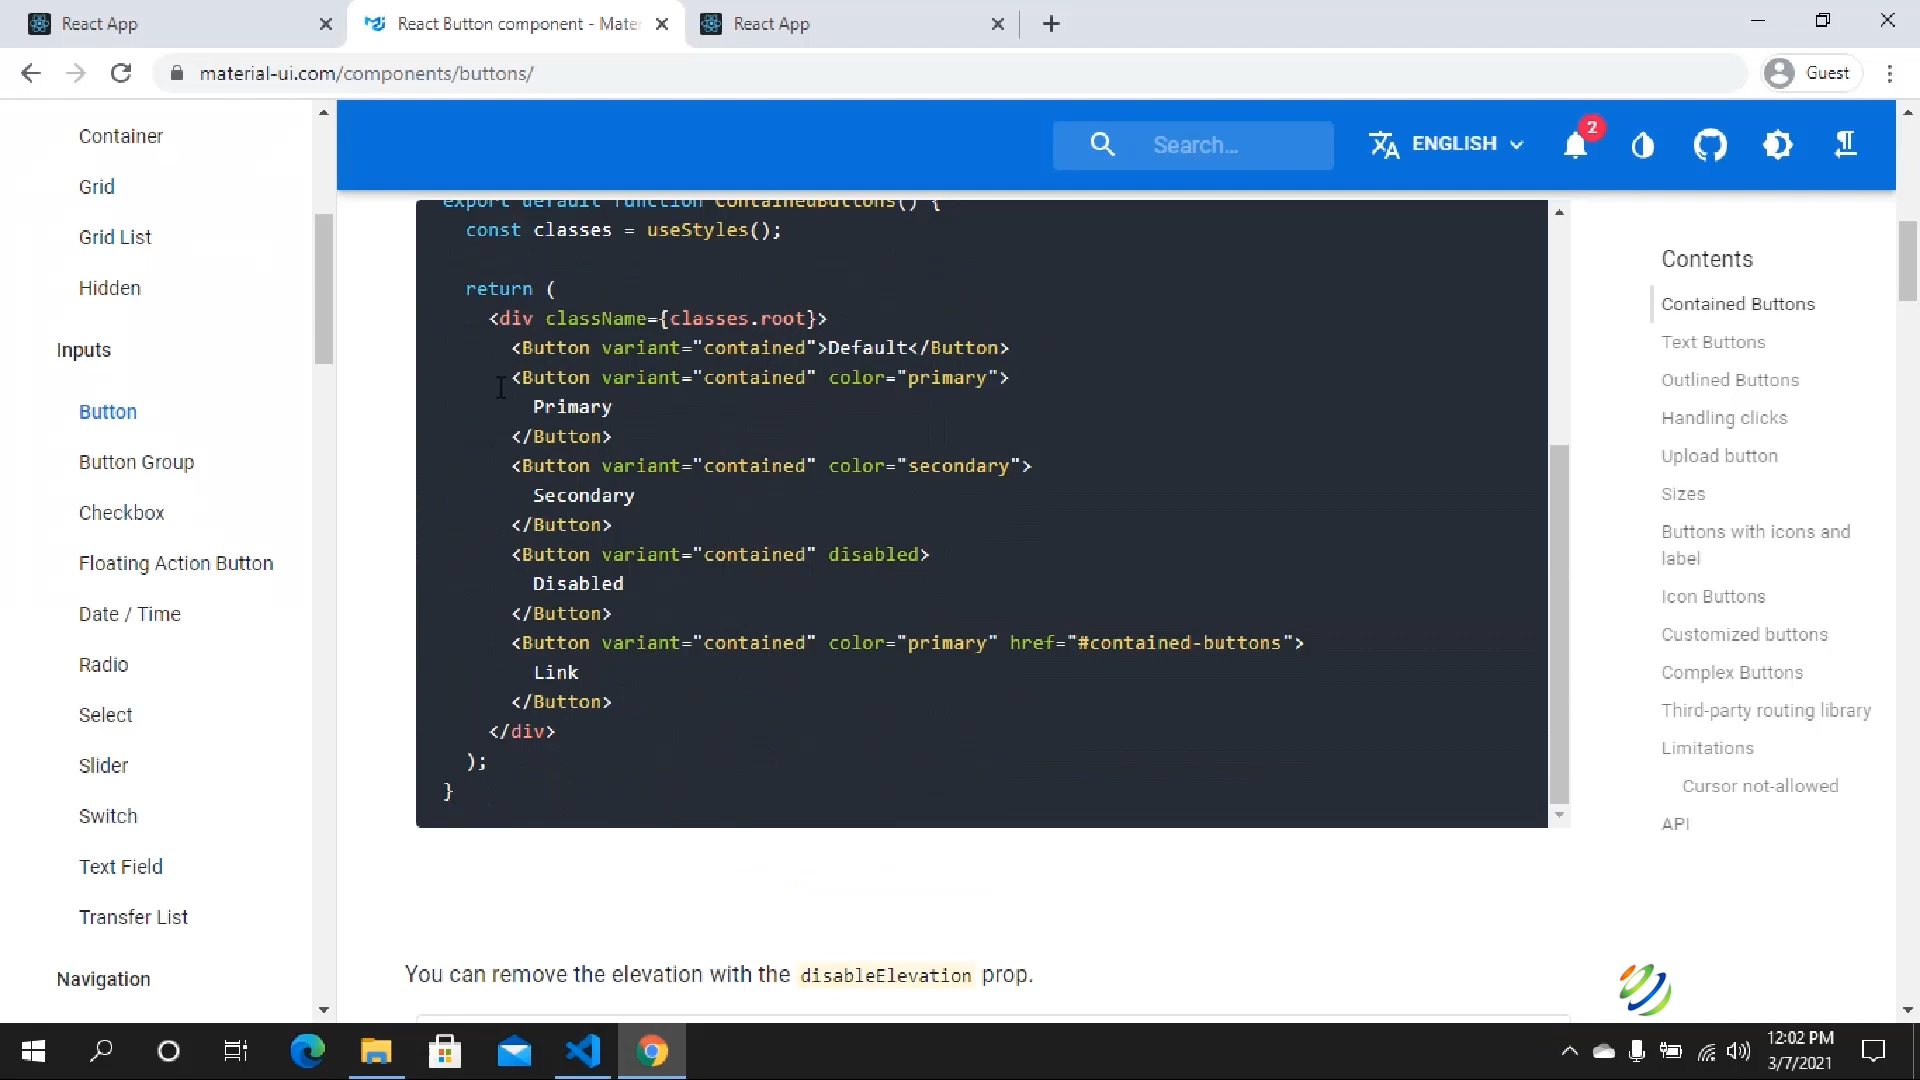 React App
React Button component - Mate
React App
material-ui.com/components/buttons/
Guest
Container
Grid
Grid List
Hidden
Inputs
Button
Button Group
Checkbox
Floating Action Button
Date / Time
Radio
Select
Slider
Switch
Text Field
Transfer List
Navigation
Search…
ENGLISH
2
export default function ContainedButtons() {
const classes = useStyles();
return (
<div className={classes.root}>
<Button variant="contained">Default</Button>
<Button variant="contained" color="primary">
Primary
</Button>
<Button variant="contained" color="secondary">
Secondary
</Button>
<Button variant="contained" disabled>
Disabled
</Button>
<Button variant="contained" color="primary" href="#contained-buttons">
Link
</Button>
</div>
);
}
You can remove the elevation with the disableElevation prop.
Contents
Contained Buttons
Text Buttons
Outlined Buttons
Handling clicks
Upload button
Sizes
Buttons with icons and
label
Icon Buttons
Customized buttons
Complex Buttons
Third-party routing library
Limitations
Cursor not-allowed
API
12:02 PM
3/7/2021